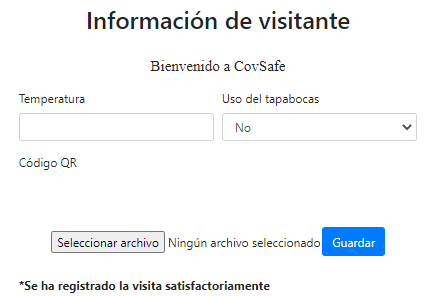 Información de visitante
Bienvenido a CovSafe
Temperatura Uso del tapabocas
No
Código QR
Seleccionar archivo Ningún archivo seleccionado Guardar
*Se ha registrado la visita satisfactoriamente